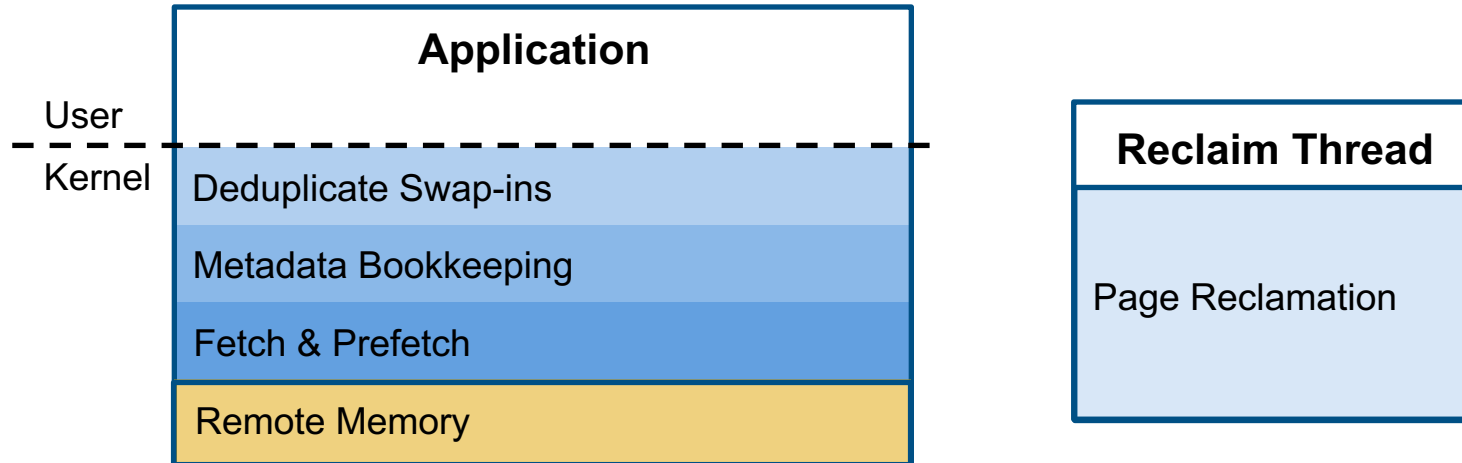 Application
User
Kernel
Deduplicate Swap-ins
Metadata Bookkeeping
Fetch & Prefetch
Remote Memory
Reclaim Thread
Page Reclamation